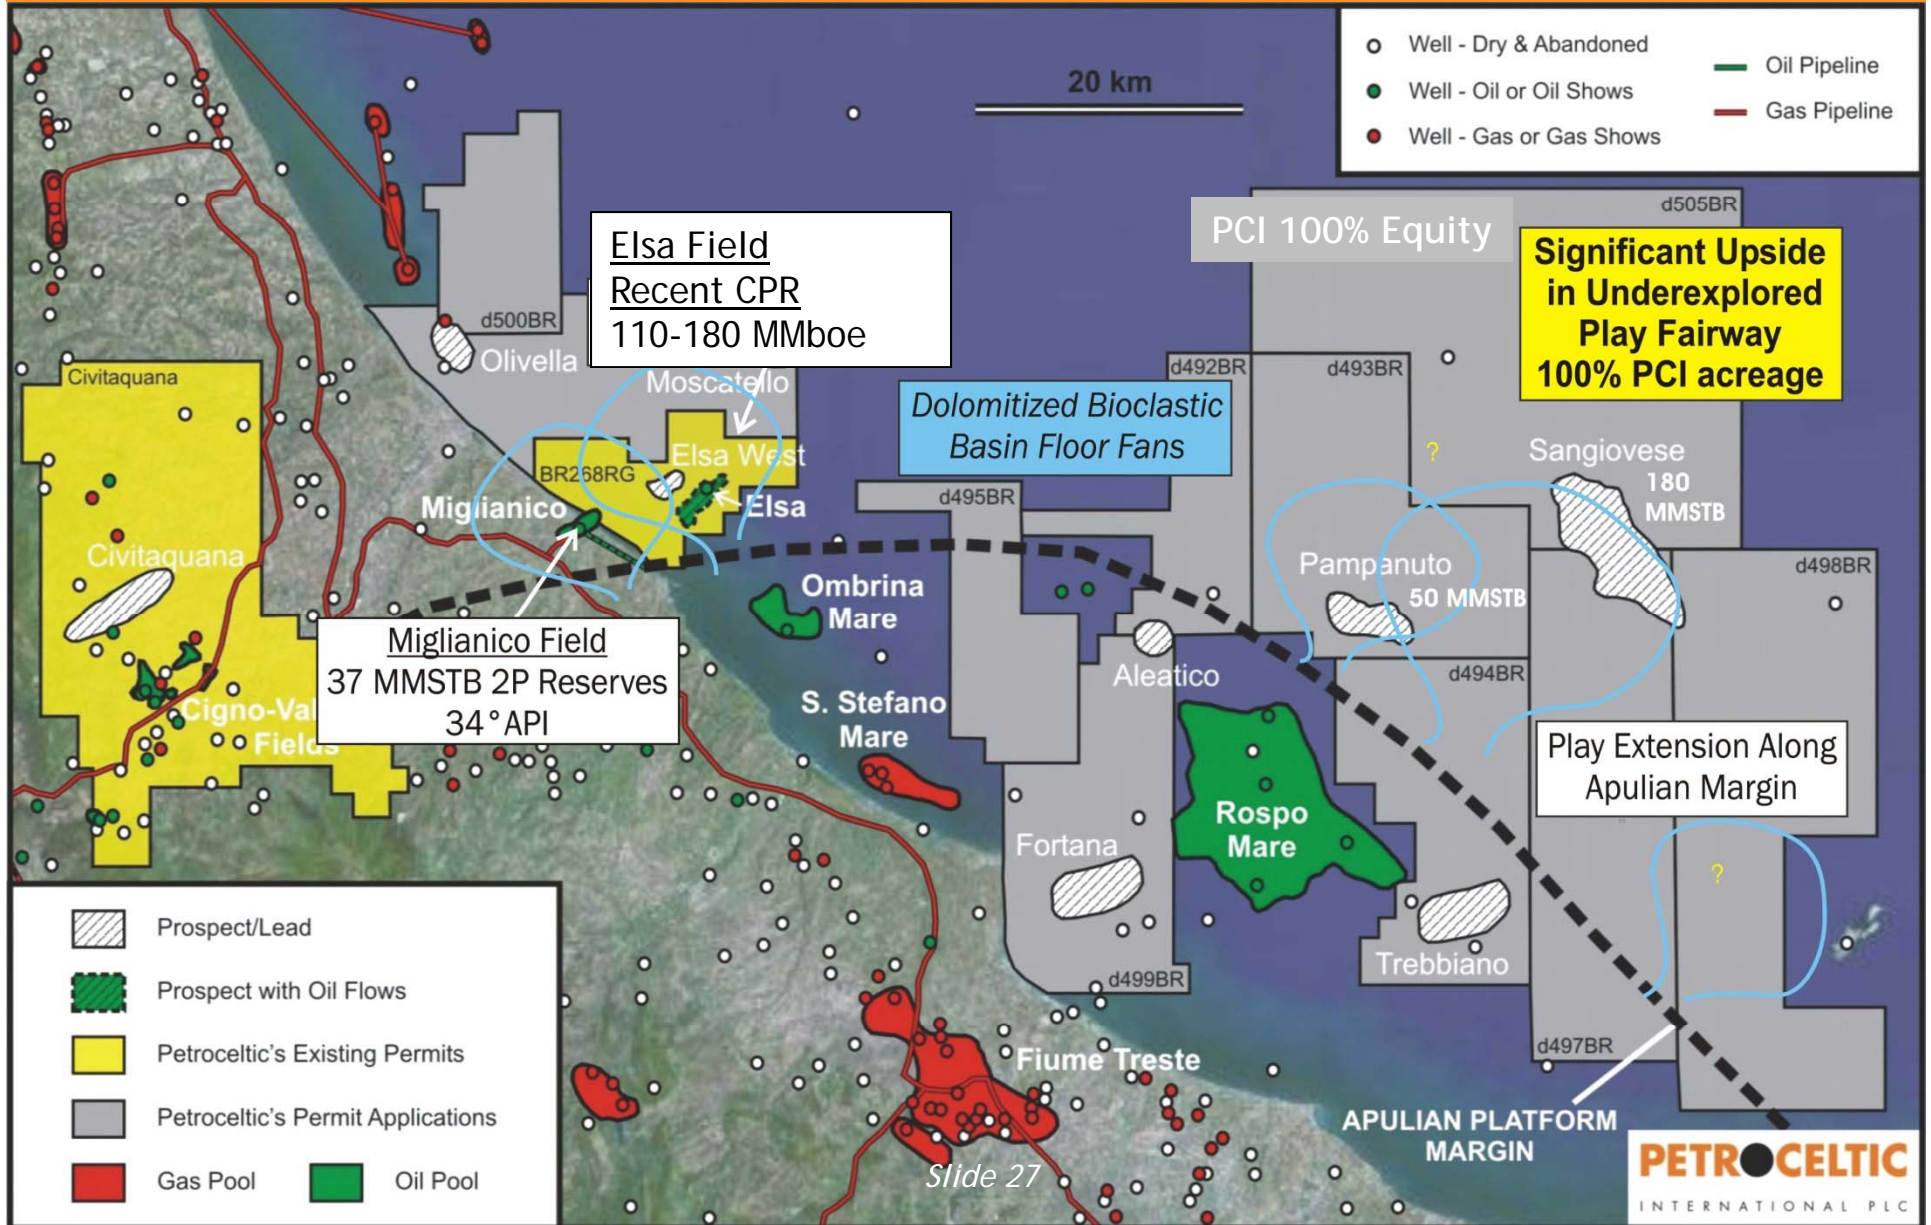 Well - Dry & Abandoned
Well - Oil or Oil Shows
Well - Gas or Gas Shows
Oil Pipeline
Gas Pipeline
20 km
PCI 100% Equity
d505BR
Significant Upside
in Underexplored
Play Fairway
100% PCI acreage
Elsa Field
Recent CPR
110-180 MMboe
d500BR
Olivella
Moscatello
d492BR
d493BR
Civitaquana
Dolomitized Bioclastic
Basin Floor Fans
?
Sangiovese
180
MMSTB
Elsa West
BR268RG
Miglianico
Elsa
d495BR
Civitaquana
Pampanuto
50 MMSTB
d498BR
Ombrina
Mare
Miglianico Field
37 MMSTB 2P Reserves
34°API
Aleatico
d494BR
Cigno-Val
Fields
S. Stefano
Mare
Play Extension Along
Apulian Margin
Rospo
Mare
Fortana
?
Trebbiano
d499BR
Prospect/Lead
Prospect with Oil Flows
Petroceltic's Existing Permits
Petroceltic's Permit Applications
Gas Pool
Oil Pool
Fiume Treste
d497BR
APULIAN PLATFORM
MARGIN
Slide 27
PETROCELTIC
INTERNATIONAL PLC